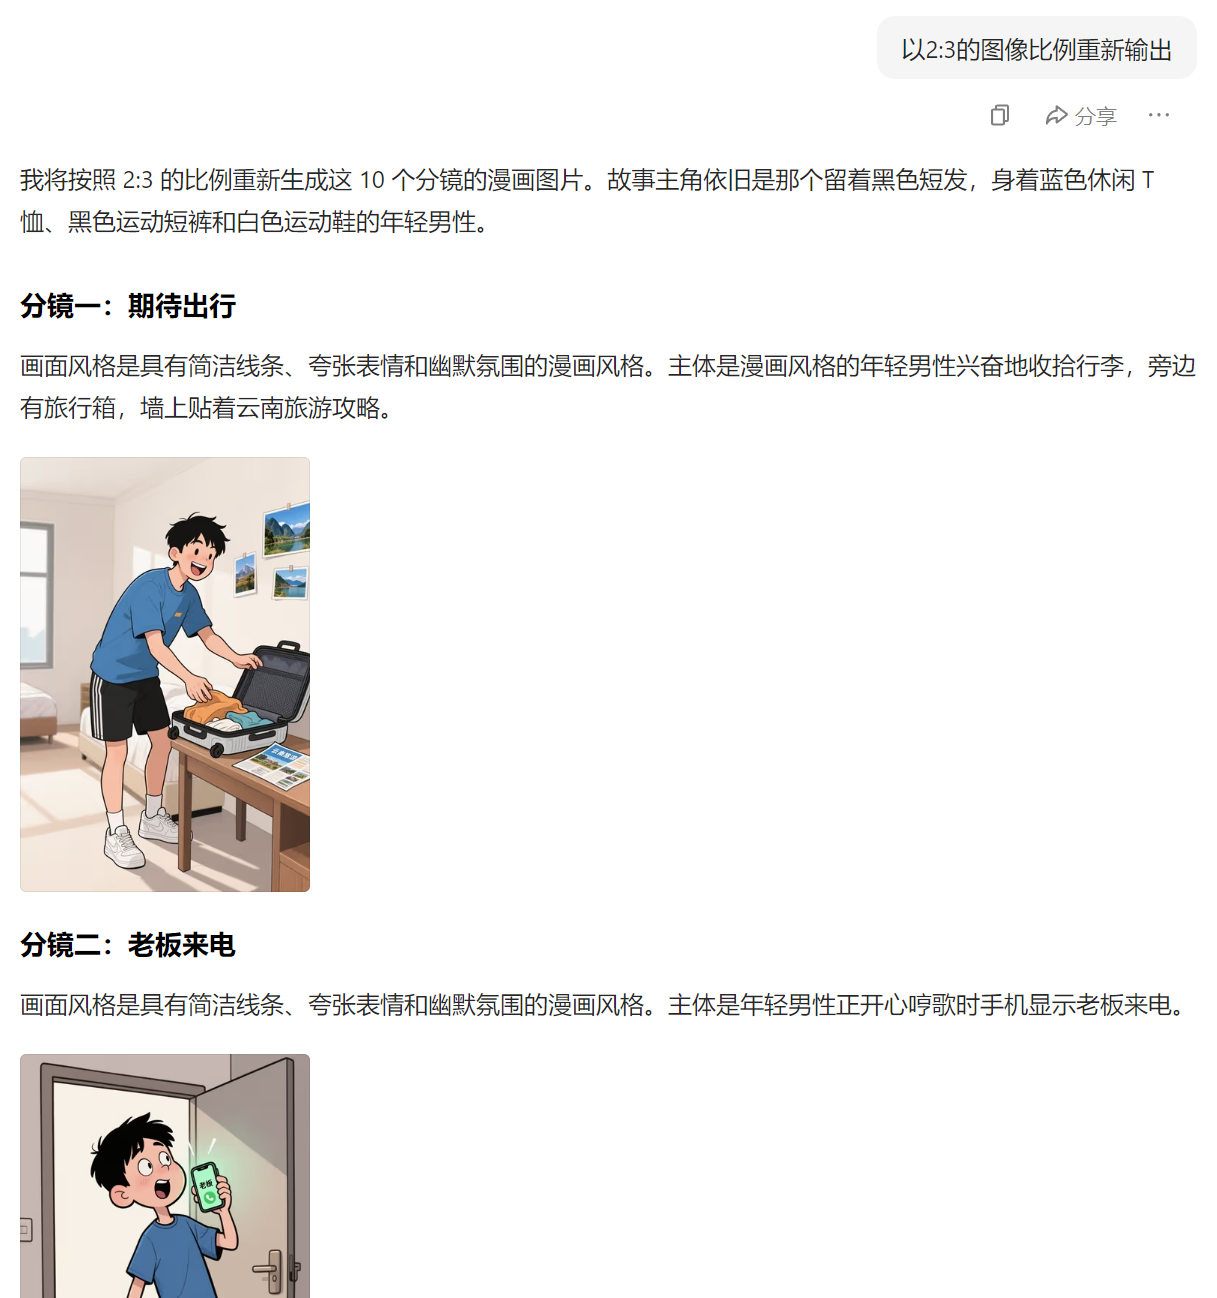 以2:3的图像比例重新输出
分享
我将按照 2:3 的比例重新生成这 10 个分镜的漫画图片。故事主角依旧是那个留着黑色短发，身着蓝色休闲 T
恤、黑色运动短裤和白色运动鞋的年轻男性。
分镜一：期待出行
画面风格是具有简洁线条、夸张表情和幽默氛围的漫画风格。主体是漫画风格的年轻男性兴奋地收拾行李，旁边
有旅行箱，墙上贴着云南旅游攻略。
分镜二：老板来电
画面风格是具有简洁线条、夸张表情和幽默氛围的漫画风格。主体是年轻男性正开心哼歌时手机显示老板来电。
老板